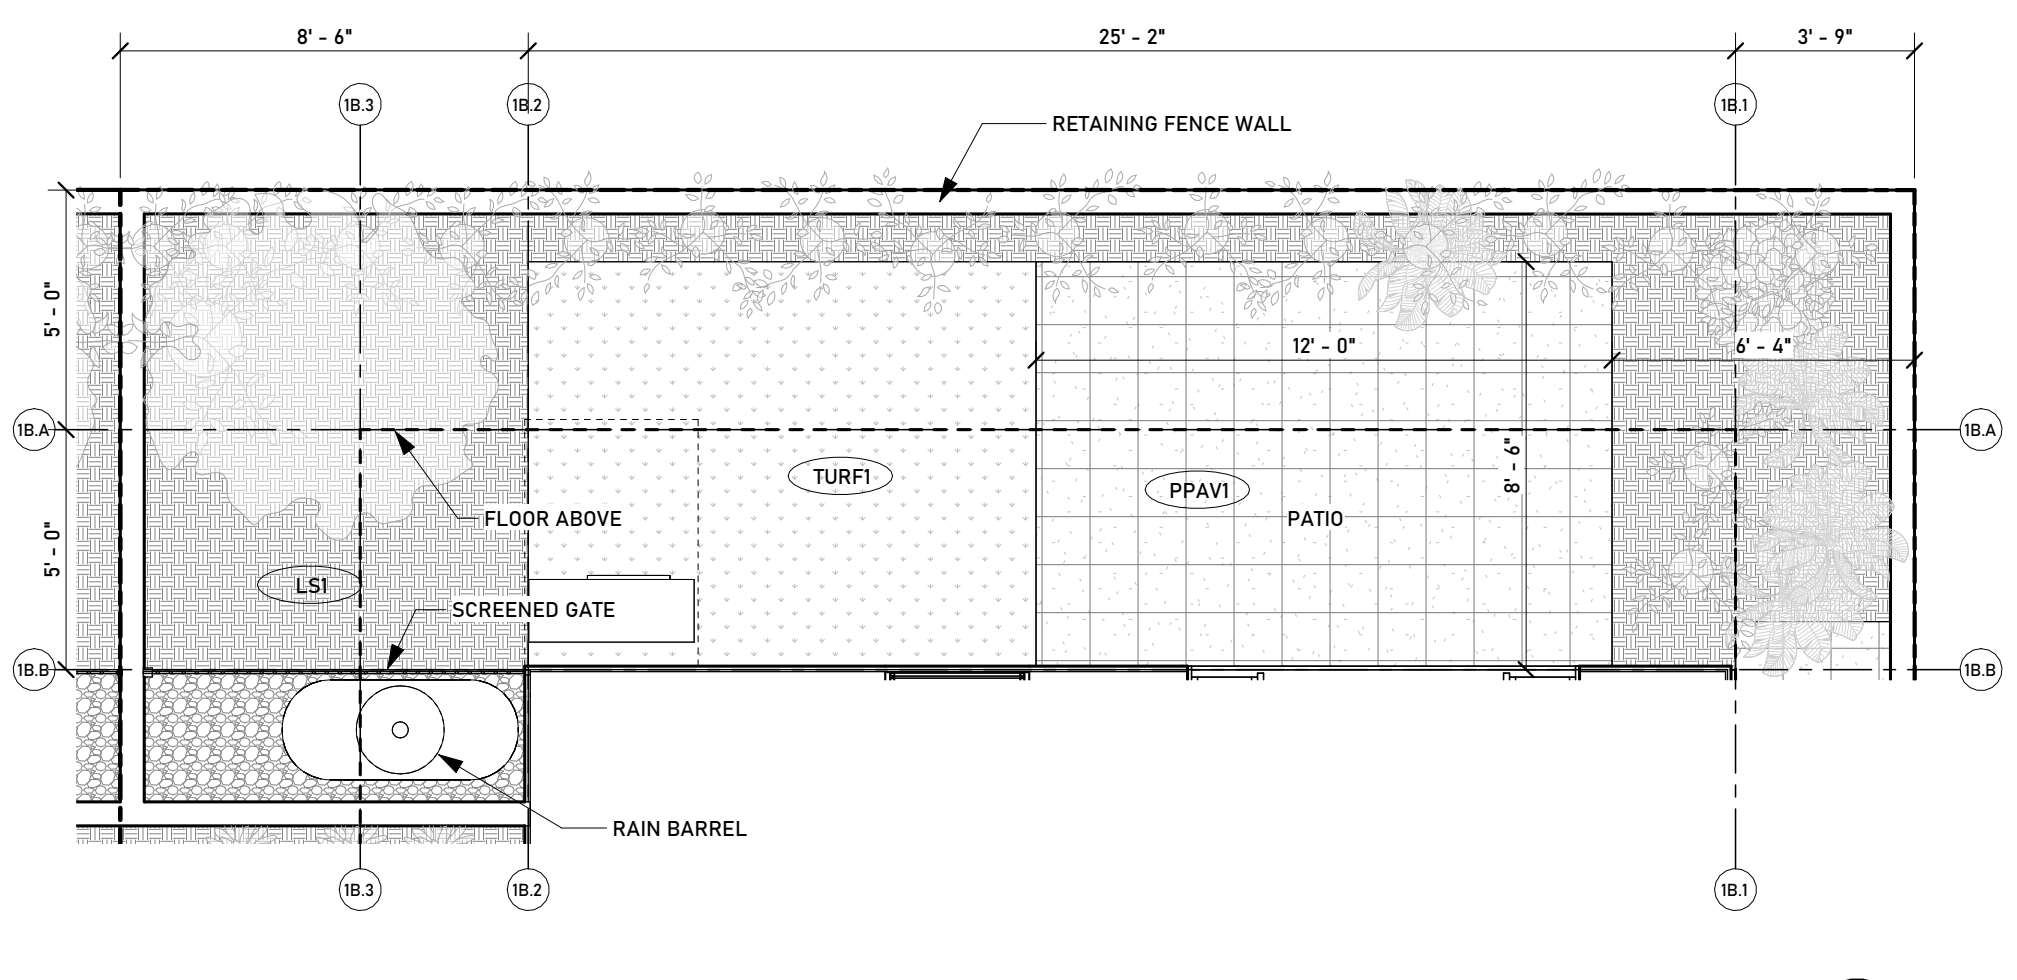 8' - 6"
25' - 2"
3' - 9"
1B.3
1B.2
1B.1
RETAINING FENCE WALL
5' - 0"
12' - 0"
6' - 4"
1B.A
1B.A
8' - 6"
TURF1
PPAV1
FLOOR ABOVE
PATIO
5' - 0"
LS1
SCREENED GATE
1B.B
1B.B
RAIN BARREL
1B.3
1B.2
1B.1